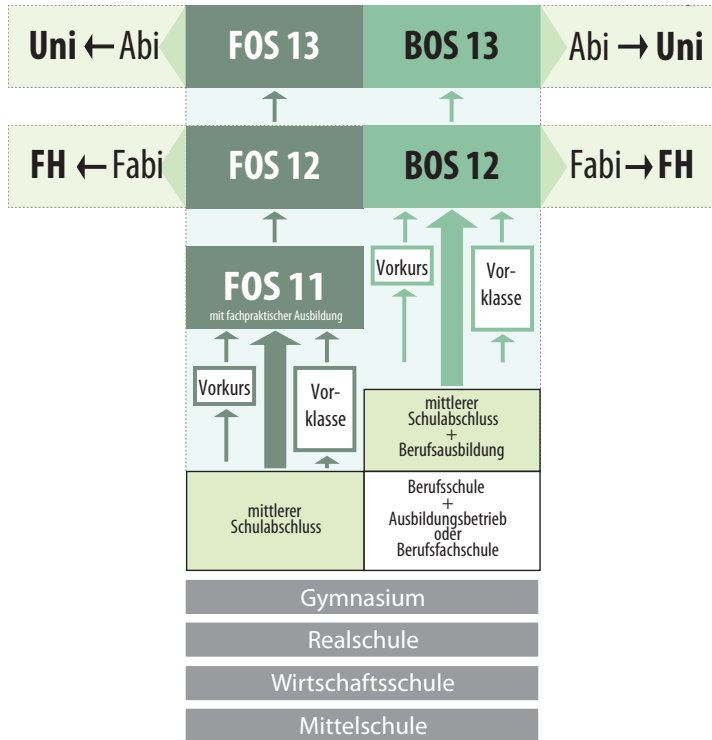 Uni ← Abi
FOS 13
BOS 13
Abi → Uni
FH ← Fabi
FOS 12
BOS 12
Fabi → FH
FOS 11
mit fachpraktischer Ausbildung
Vorkurs
Vor-
klasse
Vorkurs
Vor-
klasse
mittlerer
Schulabschluss
+
Berufsausbildung
mittlerer
Schulabschluss
Berufsschule
+
Ausbildungsbetrieb
oder
Berufsfachschule
Gymnasium
Realschule
Wirtschaftsschule
Mittelschule